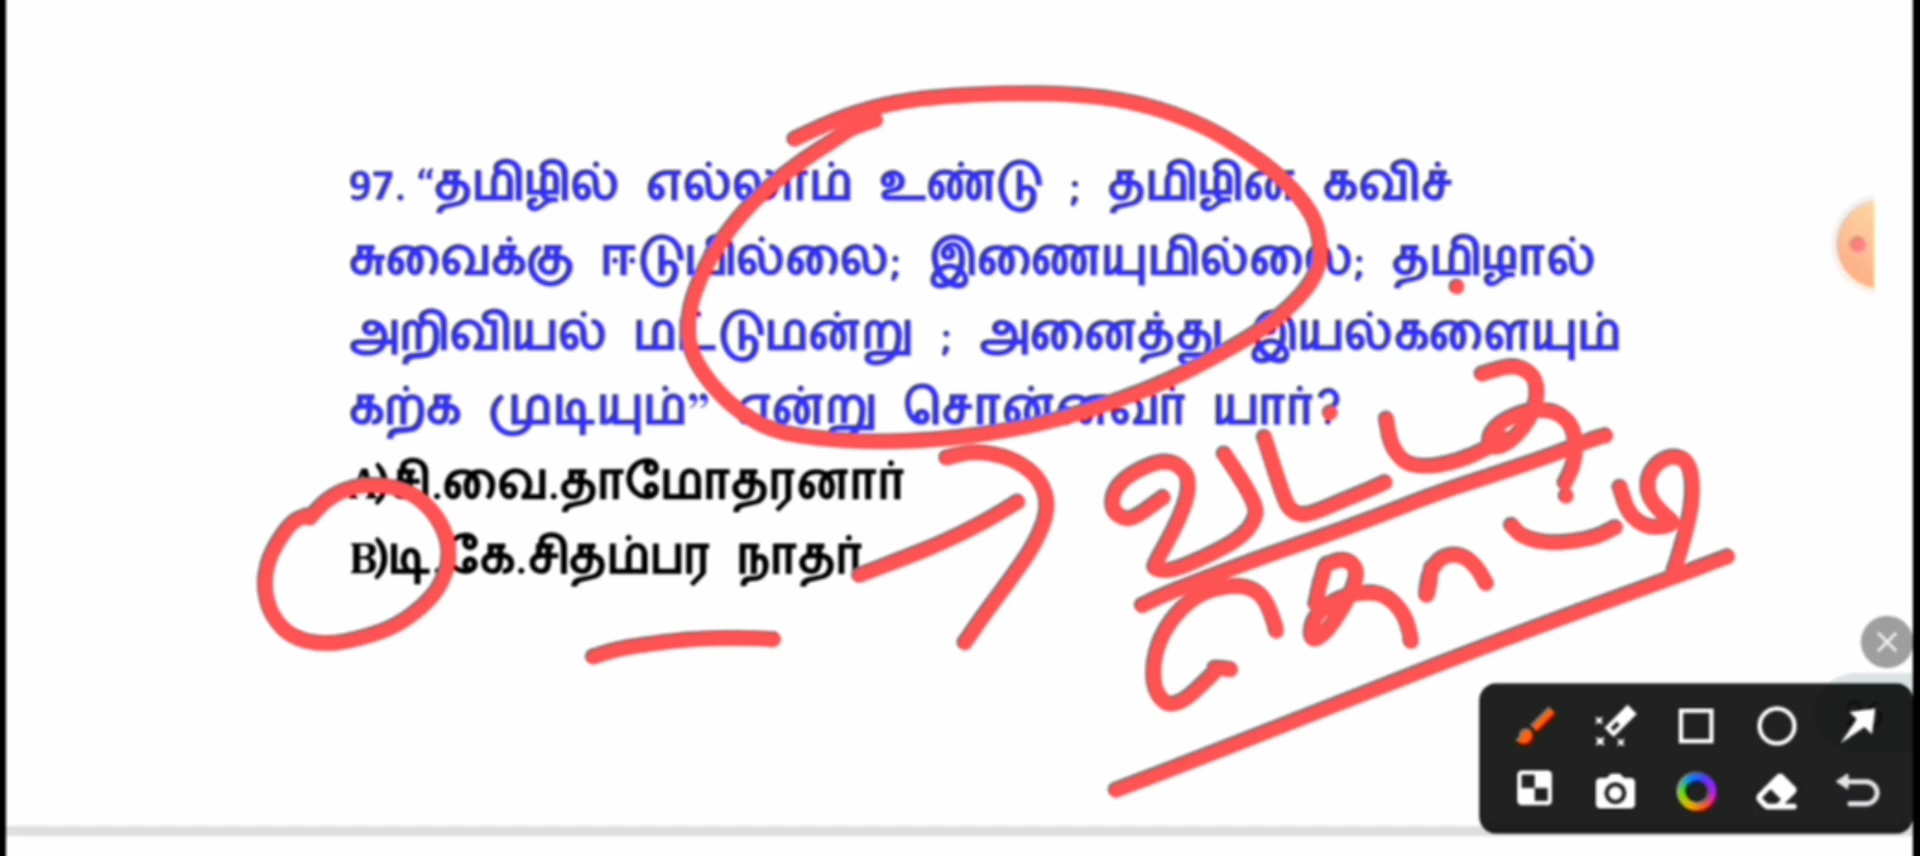 97. “தமிழில் எல்லாம் உண்டு ; தமிழின் கவிச்
சுவைக்கு ஈடுமில்லை; இணையுமில்லை; தமிழால்
அறிவியல் மட்டுமன்று ; அனைத்து இயல்களையும்
கற்க முடியும்” என்று சொன்னவர் யார்?
A)சி.வை.தாமோதரனார்
B)டி.கே.சிதம்பர நாதர்